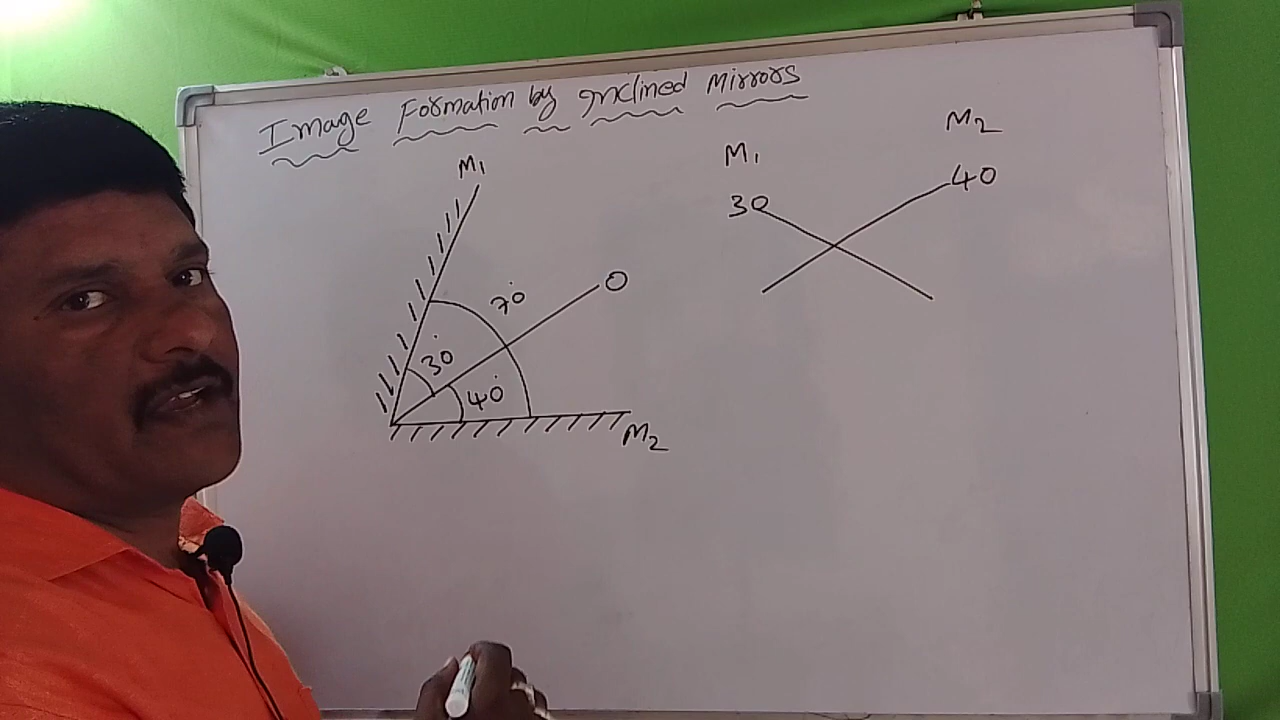 Image Formation by Inclined Mirrors
M₁
M₂
M₁
30
40
70°
O
30°
40°
M₂